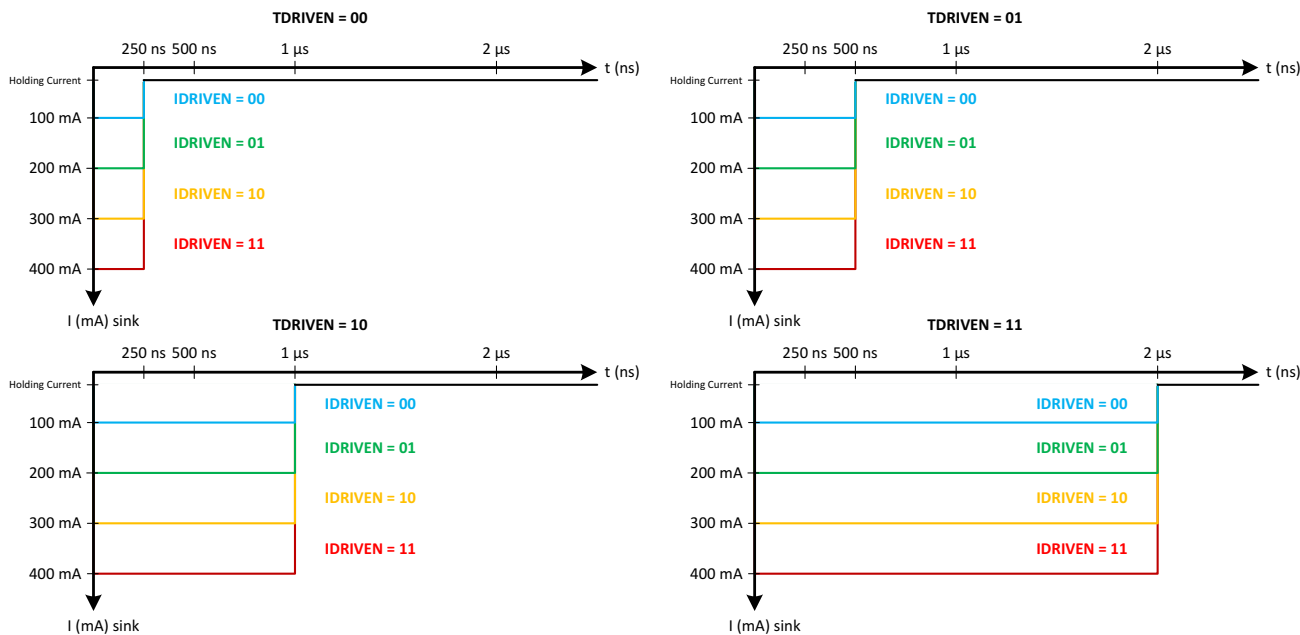 TDRIVEN = 00
250 ns 500 ns 1 µs 2 µs
t (ns)
Holding Current
IDRIVEN = 00
100 mA
IDRIVEN = 01
200 mA
IDRIVEN = 10
300 mA
IDRIVEN = 11
400 mA
I (mA) sink
TDRIVEN = 01
250 ns 500 ns 1 µs 2 µs
t (ns)
Holding Current
IDRIVEN = 00
100 mA
IDRIVEN = 01
200 mA
IDRIVEN = 10
300 mA
IDRIVEN = 11
400 mA
I (mA) sink
TDRIVEN = 10
250 ns 500 ns 1 µs 2 µs
t (ns)
Holding Current
IDRIVEN = 00
100 mA
IDRIVEN = 01
200 mA
IDRIVEN = 10
300 mA
IDRIVEN = 11
400 mA
I (mA) sink
TDRIVEN = 11
250 ns 500 ns 1 µs 2 µs
t (ns)
Holding Current
IDRIVEN = 00
100 mA
IDRIVEN = 01
200 mA
IDRIVEN = 10
300 mA
IDRIVEN = 11
400 mA
I (mA) sink